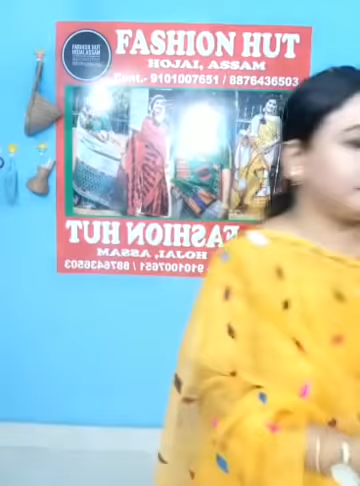 FASHION HUT
HOJAI, ASSAM
FASHION HUT
HOJAI, ASSAM
Cont.- 9101007651 / 8876436503
FASHION HUT
HOJAI, ASSAM
9101007651 / 8876436503